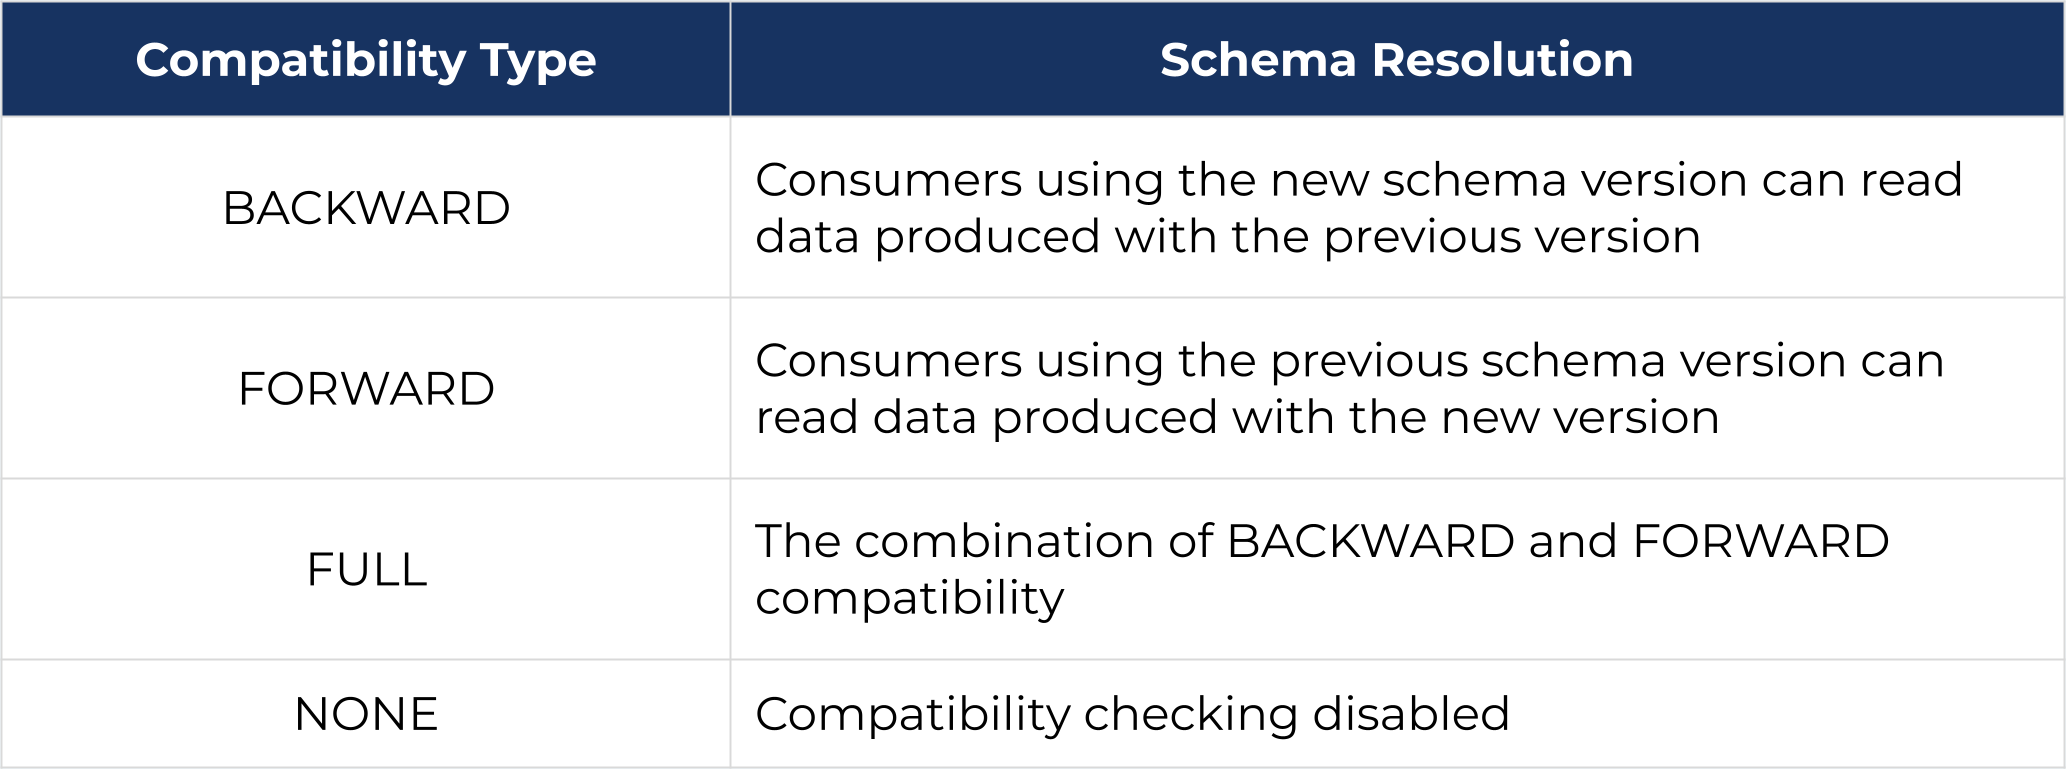 Compatibility Type
Schema Resolution
BACKWARD
Consumers using the new schema version can read
data produced with the previous version
FORWARD
Consumers using the previous schema version can
read data produced with the new version
FULL
The combination of BACKWARD and FORWARD
compatibility
NONE
Compatibility checking disabled